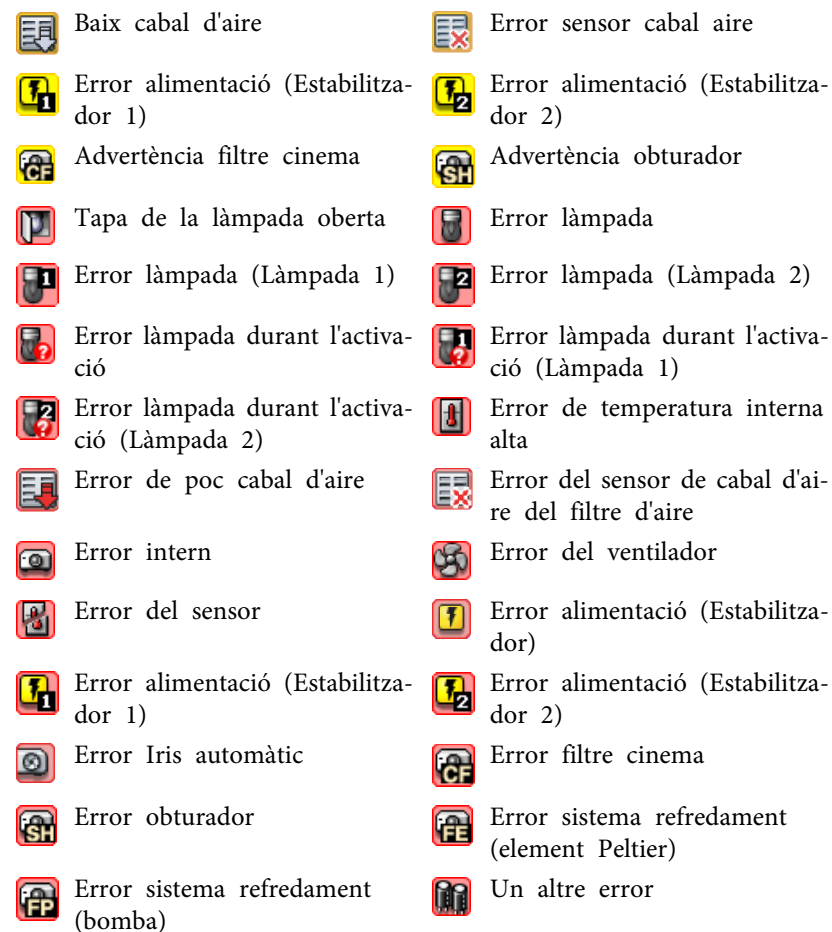 Baix cabal d'aire
Error sensor cabal aire
Error alimentació (Estabilitza-
dor 1)
Error alimentació (Estabilitza-
dor 2)
Advertència filtre cinema
Advertència obturador
Tapa de la làmpada oberta
Error làmpada
Error làmpada (Làmpada 1)
Error làmpada (Làmpada 2)
Error làmpada durant l'activa-
ció
Error làmpada durant l'activa-
ció (Làmpada 1)
Error làmpada durant l'activa-
ció (Làmpada 2)
Error de temperatura interna
alta
Error de poc cabal d'aire
Error del sensor de cabal d'ai-
re del filtre d'aire
Error intern
Error del ventilador
Error del sensor
Error alimentació (Estabilitza-
dor)
Error alimentació (Estabilitza-
dor 1)
Error alimentació (Estabilitza-
dor 2)
Error Iris automàtic
Error filtre cinema
Error obturador
Error sistema refredament
(element Peltier)
Error sistema refredament
(bomba)
Un altre error